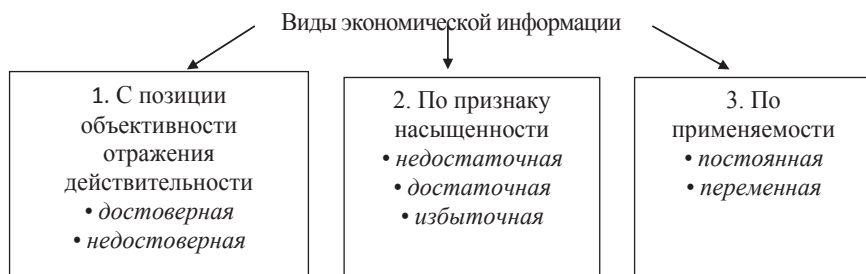 Виды экономической информации
1. С позиции
объективности
отражения
действительности
• достоверная
• недостоверная
2. По признаку
насыщенности
• недостаточная
• достаточная
• избыточная
3. По
применяемости
• постоянная
• переменная